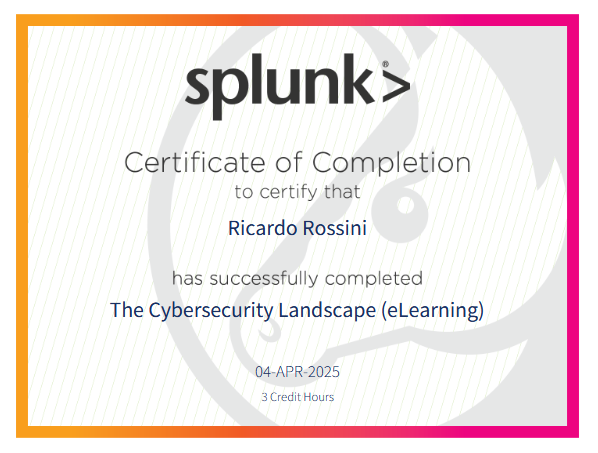 splunk>®
Certificate of Completion
to certify that
Ricardo Rossini
has successfully completed
The Cybersecurity Landscape (eLearning)
04-APR-2025
3 Credit Hours